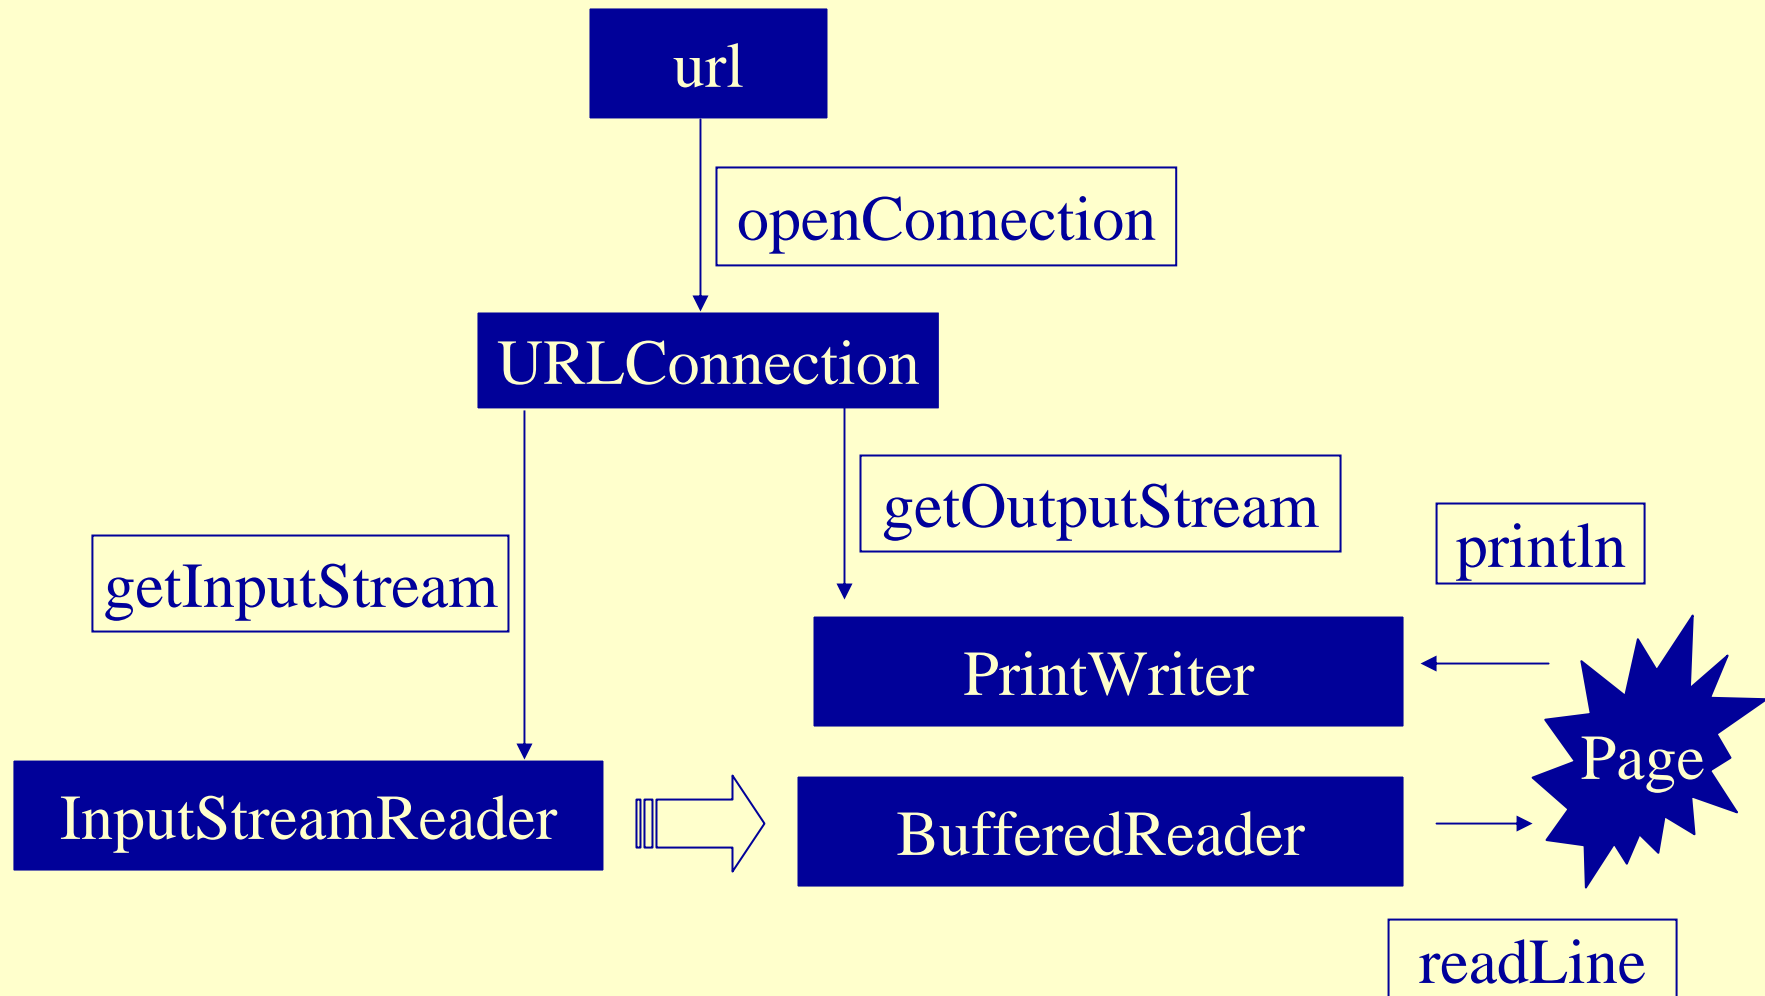 url
openConnection
URLConnection
getOutputStream
println
getInputStream
PrintWriter
Page
InputStreamReader
BufferedReader
readLine